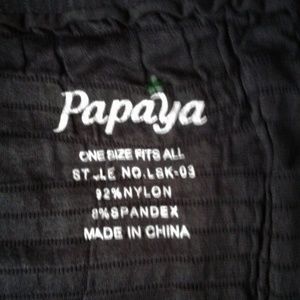 Papaya
ONE SIZE FITS ALL
STYLE NO.LSK-03
92%NYLON
8%SPANDEX
MADE IN CHINA